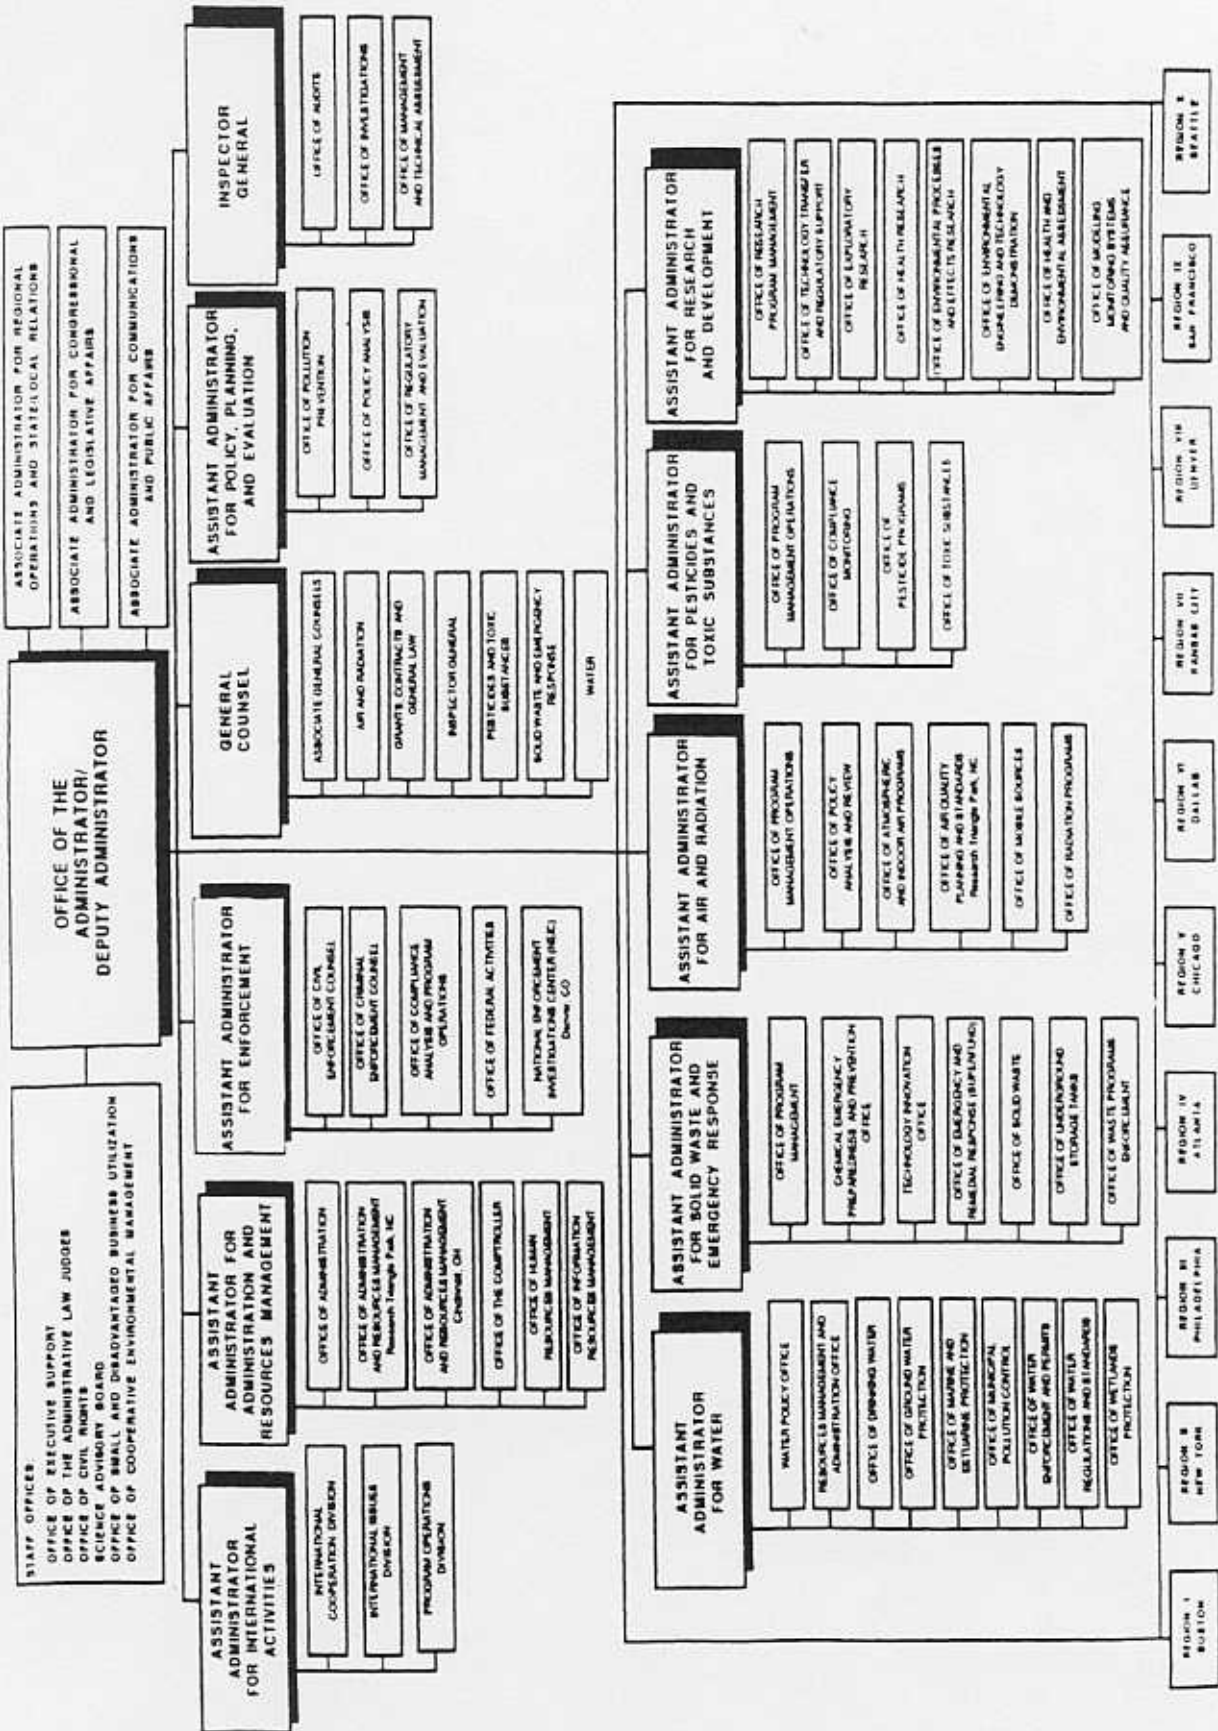 OFFICE OF THE
ADMINISTRATOR/
DEPUTY ADMINISTRATOR
STAFF OFFICES:
OFFICE OF EXECUTIVE SUPPORT
OFFICE OF THE ADMINISTRATIVE LAW JUDGES
OFFICE OF CIVIL RIGHTS
SCIENCE ADVISORY BOARD
OFFICE OF SMALL AND DISADVANTAGED BUSINESS UTILIZATION
OFFICE OF COOPERATIVE ENVIRONMENTAL MANAGEMENT
ASSOCIATE ADMINISTRATOR FOR REGIONAL
OPERATIONS AND STATE/LOCAL RELATIONS
ASSOCIATE ADMINISTRATOR FOR CONGRESSIONAL
AND LEGISLATIVE AFFAIRS
ASSOCIATE ADMINISTRATOR FOR COMMUNICATIONS
AND PUBLIC AFFAIRS
ASSISTANT
ADMINISTRATOR
FOR INTERNATIONAL
ACTIVITIES
INTERNATIONAL
COOPERATION DIVISION
INTERNATIONAL ISSUES
DIVISION
PROGRAM OPERATIONS
DIVISION
ASSISTANT
ADMINISTRATOR FOR
ADMINISTRATION AND
RESOURCES MANAGEMENT
OFFICE OF ADMINISTRATION
OFFICE OF ADMINISTRATION
AND RESOURCES MANAGEMENT
Research Triangle Park, NC
OFFICE OF ADMINISTRATION
AND RESOURCES MANAGEMENT
Cincinnati, OH
OFFICE OF THE COMPTROLLER
OFFICE OF HUMAN
RESOURCES MANAGEMENT
OFFICE OF INFORMATION
RESOURCES MANAGEMENT
ASSISTANT ADMINISTRATOR
FOR ENFORCEMENT
OFFICE OF CIVIL
ENFORCEMENT COUNSEL
OFFICE OF CRIMINAL
ENFORCEMENT COUNSEL
OFFICE OF COMPLIANCE
ANALYSIS AND PROGRAM
OPERATIONS
OFFICE OF FEDERAL ACTIVITIES
NATIONAL ENFORCEMENT
INVESTIGATIONS CENTER (NEIC)
Denver, CO
GENERAL
COUNSEL
ASSOCIATE GENERAL COUNSELS
AIR AND RADIATION
GRANTS, CONTRACTS AND
GENERAL LAW
INSPECTOR GENERAL
PESTICIDES AND TOXIC
SUBSTANCES
SOLID WASTE AND EMERGENCY
RESPONSE
WATER
ASSISTANT ADMINISTRATOR
FOR POLICY, PLANNING,
AND EVALUATION
OFFICE OF POLLUTION
PREVENTION
OFFICE OF POLICY ANALYSIS
OFFICE OF REGULATORY
MANAGEMENT AND EVALUATION
INSPECTOR
GENERAL
OFFICE OF AUDITS
OFFICE OF INVESTIGATIONS
OFFICE OF MANAGEMENT
AND TECHNICAL ASSESSMENT
ASSISTANT
ADMINISTRATOR
FOR WATER
WATER POLICY OFFICE
RESOURCES MANAGEMENT AND
ADMINISTRATION OFFICE
OFFICE OF DRINKING WATER
OFFICE OF GROUND WATER
PROTECTION
OFFICE OF MARINE AND
ESTUARINE PROTECTION
OFFICE OF MUNICIPAL
POLLUTION CONTROL
OFFICE OF WATER
ENFORCEMENT AND PERMITS
OFFICE OF WATER
REGULATIONS AND STANDARDS
OFFICE OF WETLANDS
PROTECTION
ASSISTANT ADMINISTRATOR
FOR SOLID WASTE AND
EMERGENCY RESPONSE
OFFICE OF PROGRAM
MANAGEMENT
CHEMICAL EMERGENCY
PREPAREDNESS AND PREVENTION
OFFICE
TECHNOLOGY INNOVATION
OFFICE
OFFICE OF EMERGENCY AND
REMEDIAL RESPONSE (SUPERFUND)
OFFICE OF SOLID WASTE
OFFICE OF UNDERGROUND
STORAGE TANKS
OFFICE OF WASTE PROGRAMS
ENFORCEMENT
ASSISTANT ADMINISTRATOR
FOR AIR AND RADIATION
OFFICE OF PROGRAM
MANAGEMENT OPERATIONS
OFFICE OF POLICY
ANALYSIS AND REVIEW
OFFICE OF ATMOSPHERIC
AND INDOOR AIR PROGRAMS
OFFICE OF AIR QUALITY
PLANNING AND STANDARDS
Research Triangle Park, NC
OFFICE OF MOBILE SOURCES
OFFICE OF RADIATION PROGRAMS
ASSISTANT ADMINISTRATOR
FOR PESTICIDES AND
TOXIC SUBSTANCES
OFFICE OF PROGRAM
MANAGEMENT OPERATIONS
OFFICE OF COMPLIANCE
MONITORING
OFFICE OF
PESTICIDE PROGRAMS
OFFICE OF TOXIC SUBSTANCES
ASSISTANT ADMINISTRATOR
FOR RESEARCH
AND DEVELOPMENT
OFFICE OF RESEARCH
PROGRAM MANAGEMENT
OFFICE OF TECHNOLOGY TRANSFER
AND REGULATORY SUPPORT
OFFICE OF EXPLORATORY
RESEARCH
OFFICE OF HEALTH RESEARCH
OFFICE OF ENVIRONMENTAL PROCESSES
AND EFFECTS RESEARCH
OFFICE OF ENVIRONMENTAL
ENGINEERING AND TECHNOLOGY
DEMONSTRATION
OFFICE OF HEALTH AND
ENVIRONMENTAL ASSESSMENT
OFFICE OF MODELING
MONITORING SYSTEMS
AND QUALITY ASSURANCE
REGION I
BOSTON
REGION II
NEW YORK
REGION III
PHILADELPHIA
REGION IV
ATLANTA
REGION V
CHICAGO
REGION VI
DALLAS
REGION VII
KANSAS CITY
REGION VIII
DENVER
REGION IX
SAN FRANCISCO
REGION X
SEATTLE